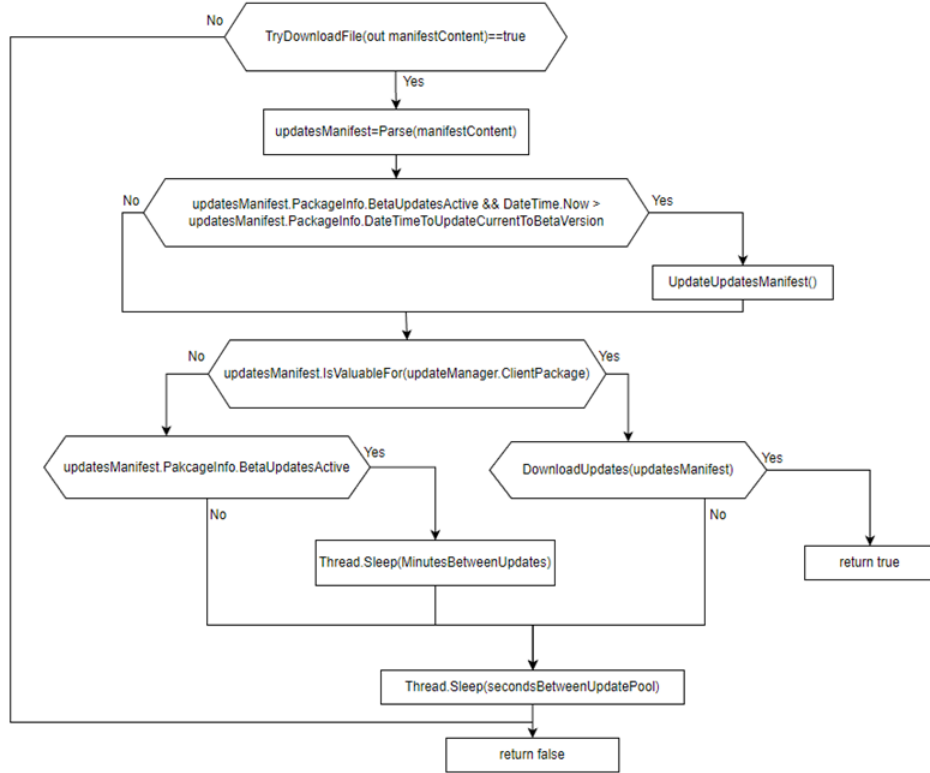 No
TryDownloadFile(out manifestContent)==true
Yes
updatesManifest=Parse(manifestContent)
No
updatesManifest.PackageInfo.BetaUpdatesActive && DateTime.Now >
updatesManifest.PackageInfo.DateTimeToUpdateCurrentToBetaVersion
Yes
UpdateUpdatesManifest()
No
updatesManifest.IsValuableFor(updateManager.ClientPackage)
Yes
updatesManifest.PakcageInfo.BetaUpdatesActive
Yes
DownloadUpdates(updatesManifest)
Yes
No
No
Thread.Sleep(MinutesBetweenUpdates)
return true
Thread.Sleep(secondsBetweenUpdatePool)
return false